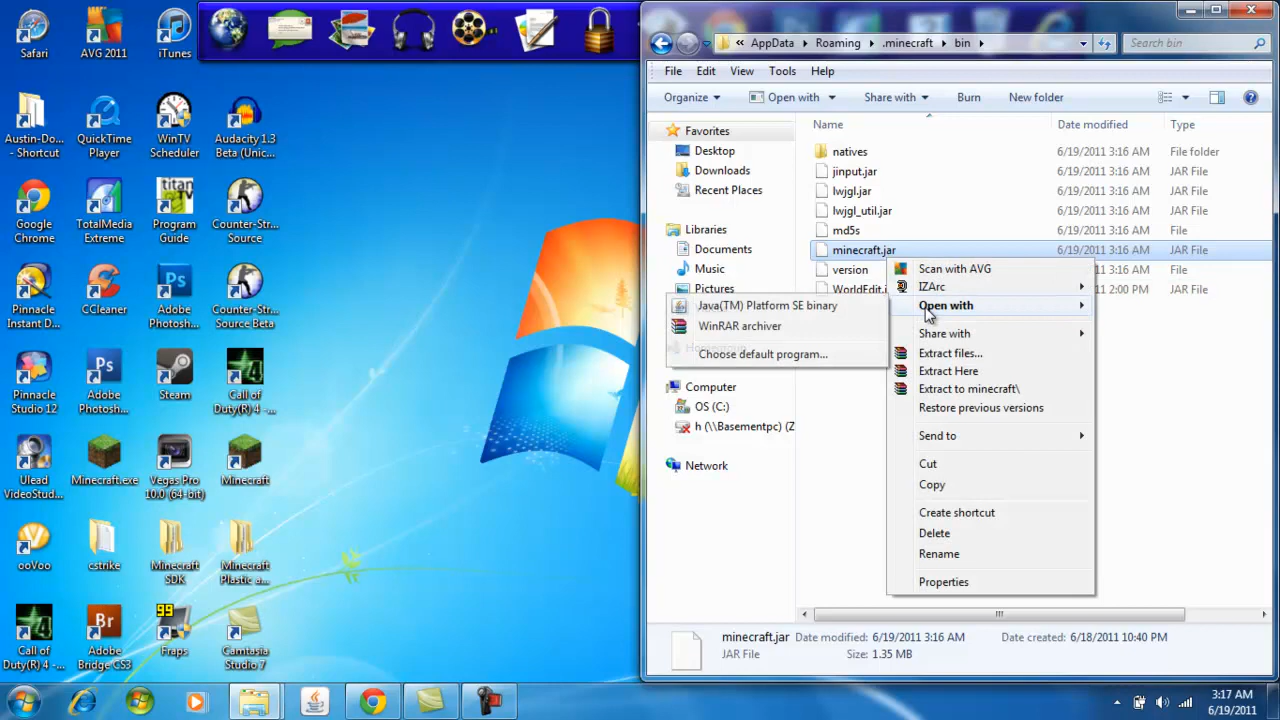 Safari
AVG 2011
iTunes
Austin-Do...
- Shortcut
QuickTime
Player
WinTV
Scheduler
Audacity 1.3
Beta (Unic...
Google
Chrome
TotalMedia
Extreme
titan
Program
Guide
Counter-Str...
Source
Pinnacle
Instant D...
CCleaner
Adobe
Photosh...
Counter-Str...
Source Beta
Pinnacle
Studio 12
Ps
Adobe
Photosh...
Steam
Call of
Duty(R) 4 -...
Ulead
VideoStud...
Minecraft.exe
Vegas Pro
10.0 (64-bit)
Minecraft
ooVoo
cstrike
Minecraft
SDK
Minecraft
Plastic a...
Call of
Duty(R) 4 -...
Br
Adobe
Bridge CS3
99
Fraps
Camtasia
Studio 7
« AppData ▸ Roaming ▸ .minecraft ▸ bin ▸
Search bin
File Edit View Tools Help
Organize Open with Share with Burn New folder
Name Date modified Type
Favorites
Desktop
Downloads
Recent Places
Libraries
Documents
Music
Pictures
Computer
OS (C:)
h (\\Basementpc) (Z
Network
natives 6/19/2011 3:16 AM File folder
jinput.jar 6/19/2011 3:16 AM JAR File
lwjgl.jar 6/19/2011 3:16 AM JAR File
lwjgl_util.jar 6/19/2011 3:16 AM JAR File
md5s 6/19/2011 3:16 AM File
minecraft.jar 6/19/2011 3:16 AM JAR File
version 6/19/2011 3:16 AM File
2:00 PM JAR File
Scan with AVG
IZArc
Open with
Share with
Extract files...
Extract Here
Extract to minecraft\
Restore previous versions
Send to
Cut
Copy
Create shortcut
Delete
Rename
Properties
Java(TM) Platform SE binary
WinRAR archiver
Choose default program...
minecraft.jar Date modified: 6/19/2011 3:16 AM Date created: 6/18/2011 10:40 PM
JAR File Size: 1.35 MB
3:17 AM
6/19/2011